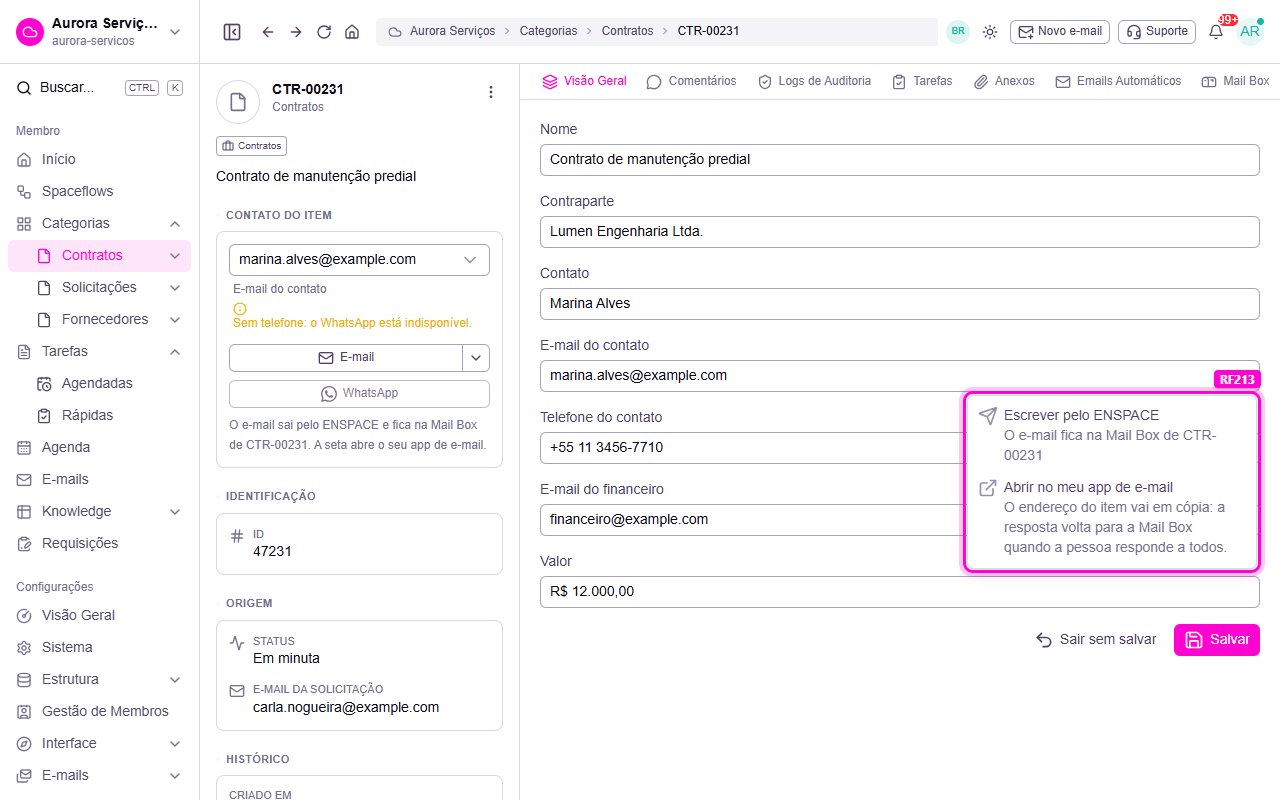 Aurora Serviç...
aurora-servicos
Aurora Serviços
Categorias
Contratos
CTR-00231
BR
Novo e-mail
Suporte
99+
AR
Buscar...
CTRL
K
Membro
Início
Spaceflows
Categorias
Contratos
Solicitações
Fornecedores
Tarefas
Agendadas
Rápidas
Agenda
E-mails
Knowledge
Requisições
Configurações
Visão Geral
Sistema
Estrutura
Gestão de Membros
Interface
E-mails
CTR-00231
Contratos
Contratos
Contrato de manutenção predial
CONTATO DO ITEM
marina.alves@example.com
E-mail do contato
Sem telefone: o WhatsApp está indisponível.
E-mail
WhatsApp
O e-mail sai pelo ENSPACE e fica na Mail Box
de CTR-00231. A seta abre o seu app de e-mail.
IDENTIFICAÇÃO
ID
47231
ORIGEM
STATUS
Em minuta
E-MAIL DA SOLICITAÇÃO
carla.nogueira@example.com
HISTÓRICO
CRIADO EM
Visão Geral
Comentários
Logs de Auditoria
Tarefas
Anexos
Emails Automáticos
Mail Box
Nome
Contrato de manutenção predial
Contraparte
Lumen Engenharia Ltda.
Contato
Marina Alves
E-mail do contato
marina.alves@example.com
Telefone do contato
+55 11 3456-7710
E-mail do financeiro
financeiro@example.com
Valor
R$ 12.000,00
RF213
Escrever pelo ENSPACE
O e-mail fica na Mail Box de CTR-
00231
Abrir no meu app de e-mail
O endereço do item vai em cópia: a
resposta volta para a Mail Box
quando a pessoa responde a todos.
Sair sem salvar
Salvar